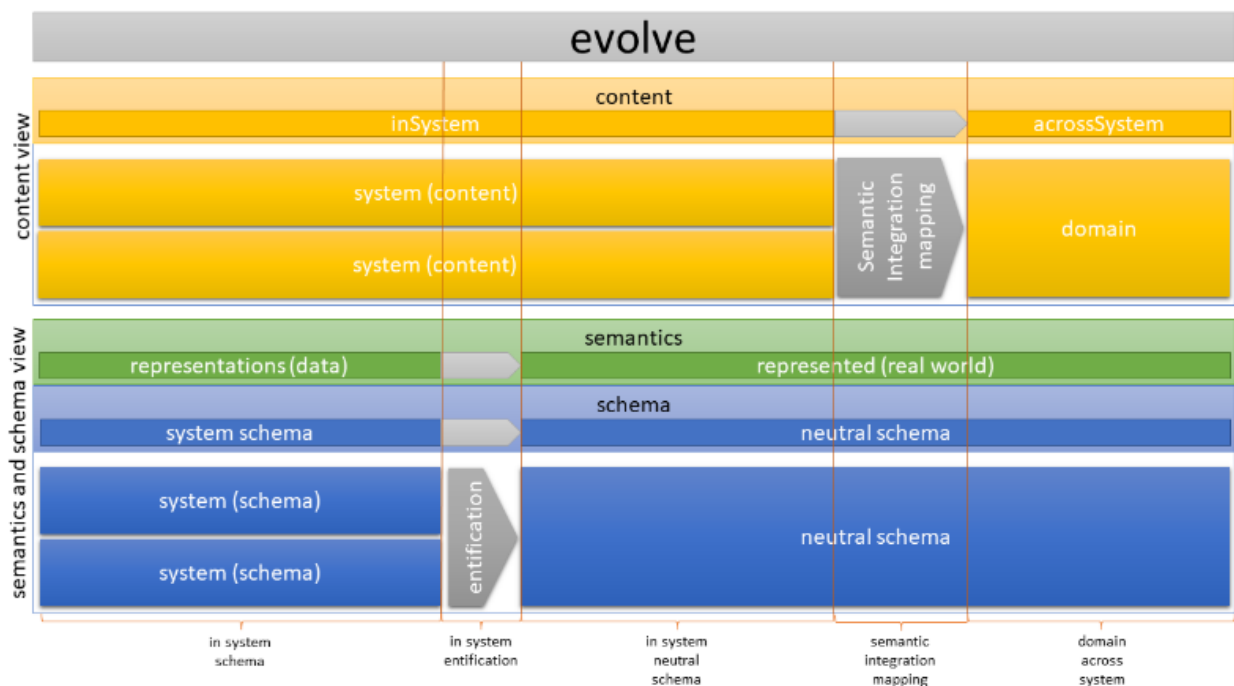 evolve
content view
content
inSystem
acrossSystem
system (content)
system (content)
Semantic
Integration
mapping
domain
semantics and schema view
semantics
representations (data)
represented (real world)
schema
system schema
neutral schema
system (schema)
system (schema)
entification
neutral schema
in system
schema
in system
entification
in system
neutral
schema
semantic
integration
mapping
domain
across
system